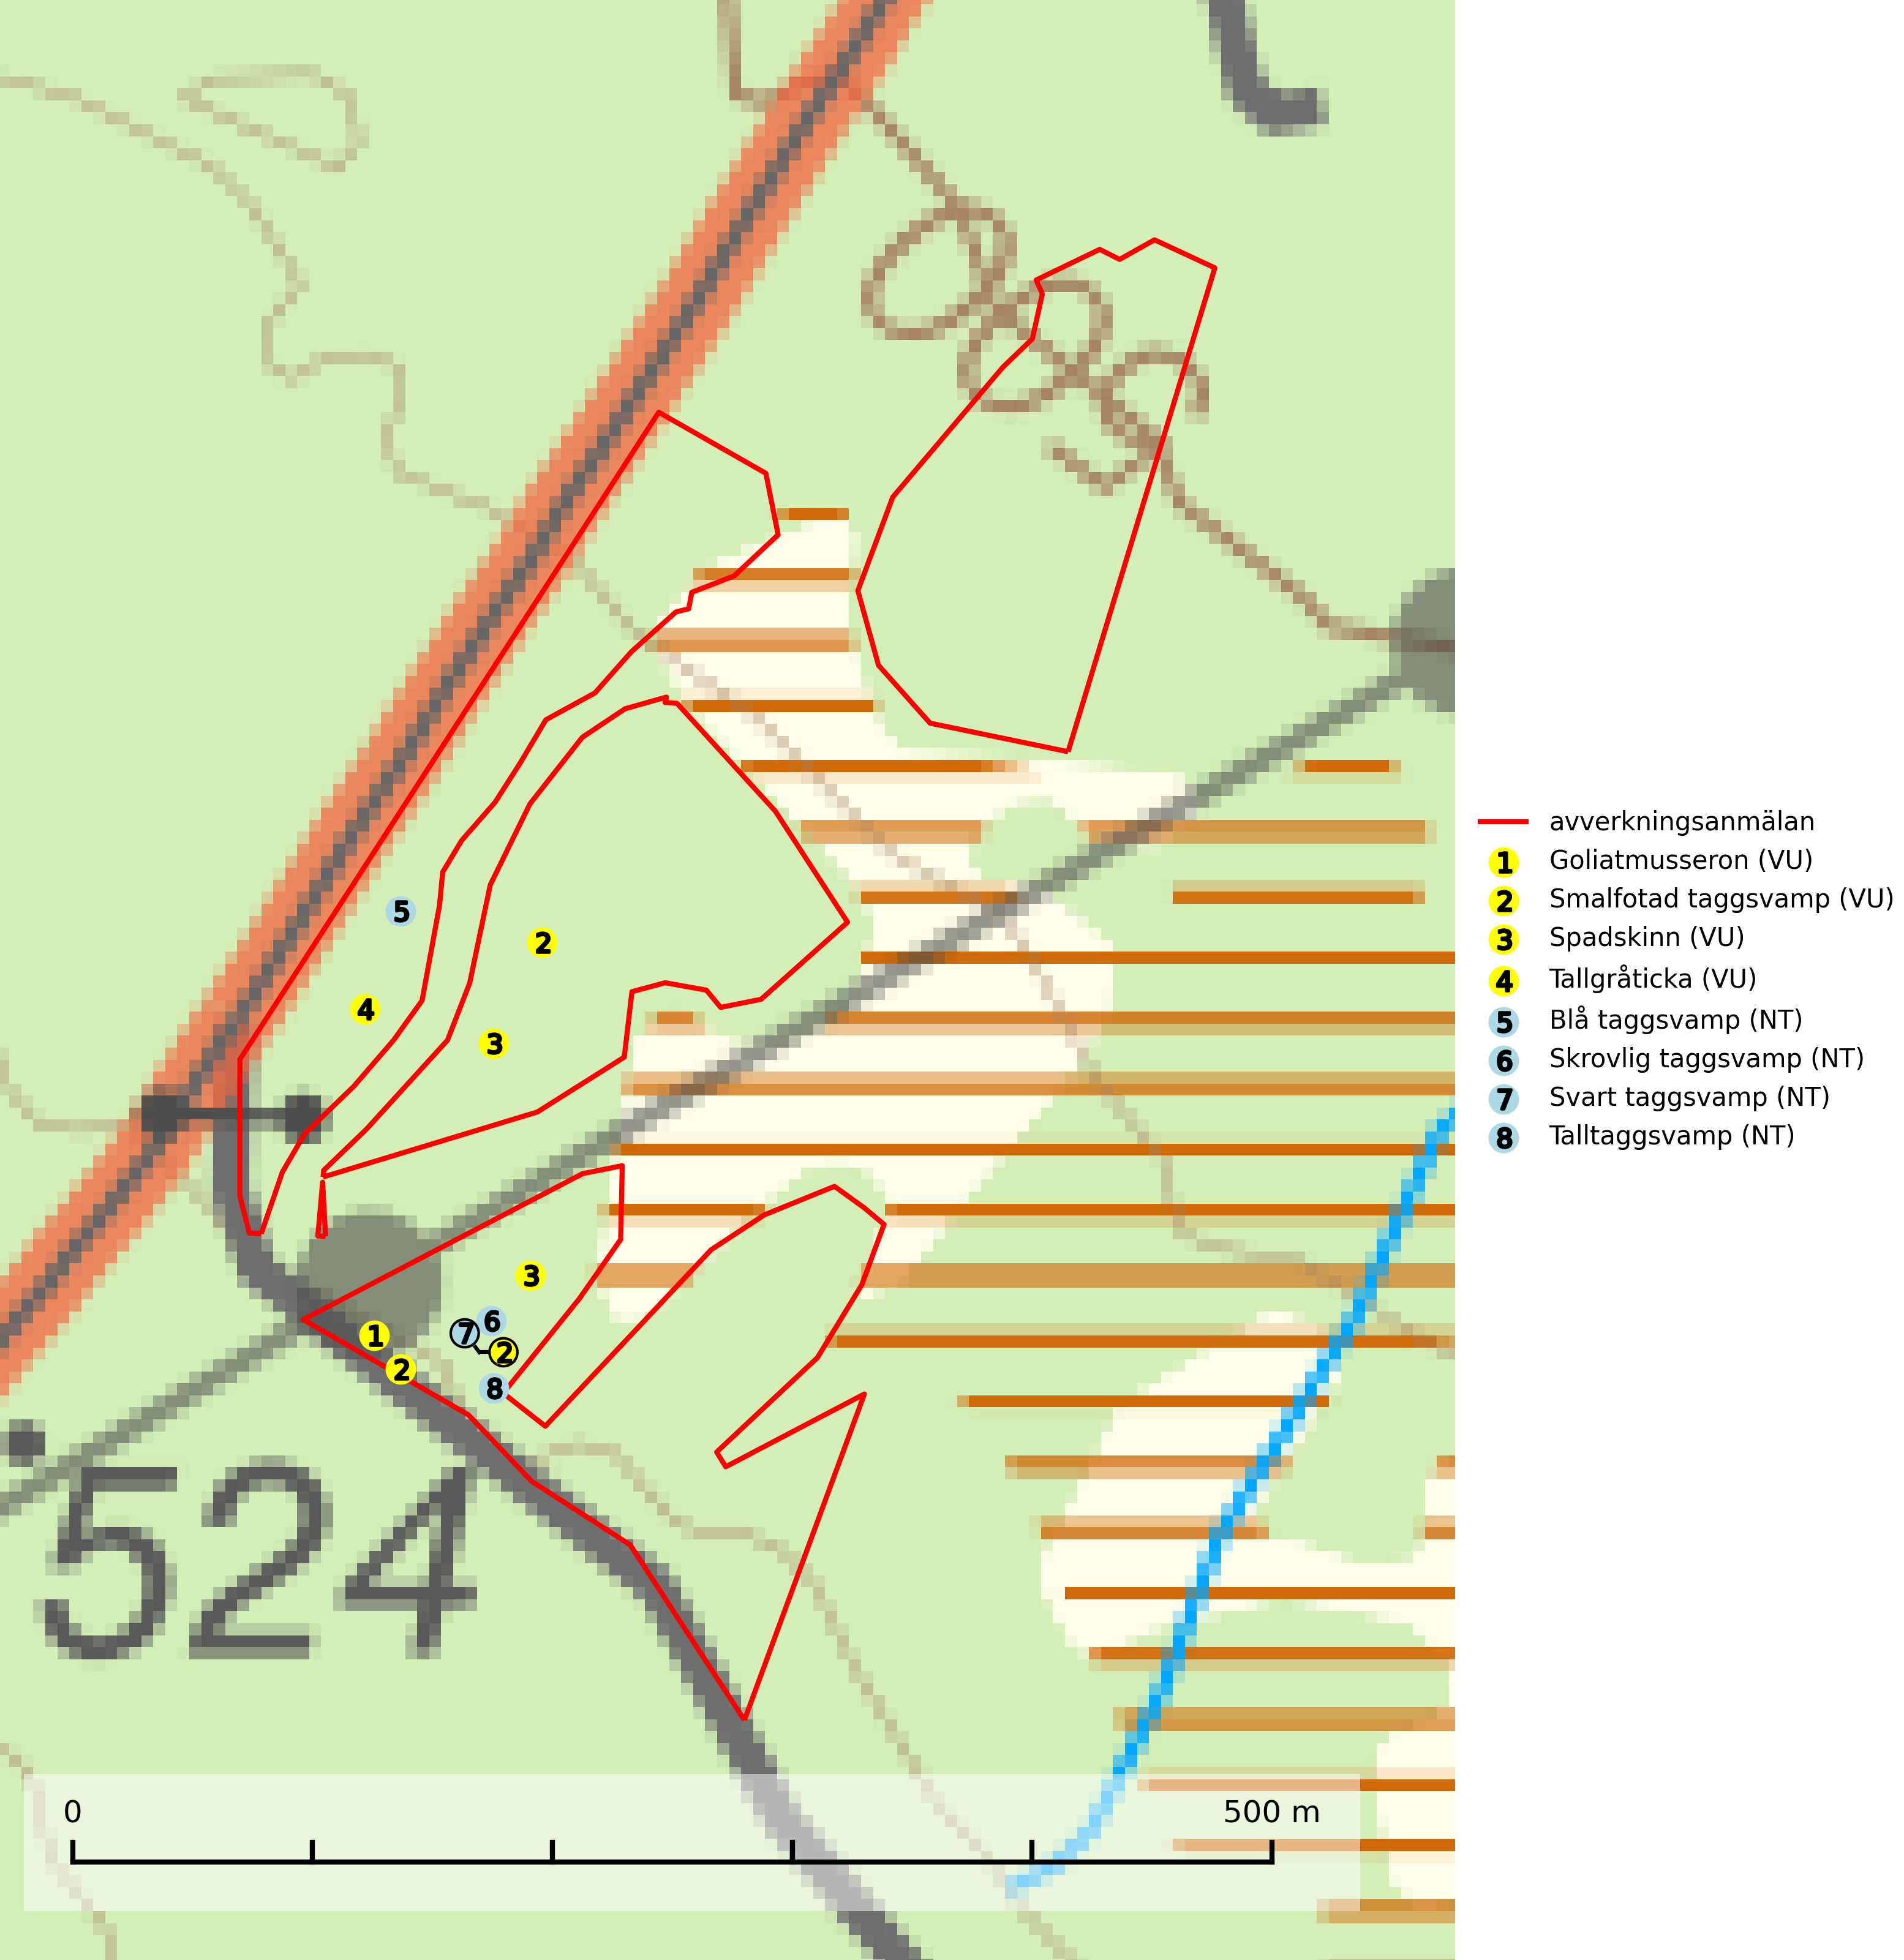 5
2
4
3
3
1
6
7
2
2
8
524
0 500 m
avverkningsanmälan
1 Goliatmusseron (VU)
2 Smalfotad taggsvamp (VU)
3 Spadskinn (VU)
4 Tallgråticka (VU)
5 Blå taggsvamp (NT)
6 Skrovlig taggsvamp (NT)
7 Svart taggsvamp (NT)
8 Talltaggsvamp (NT)